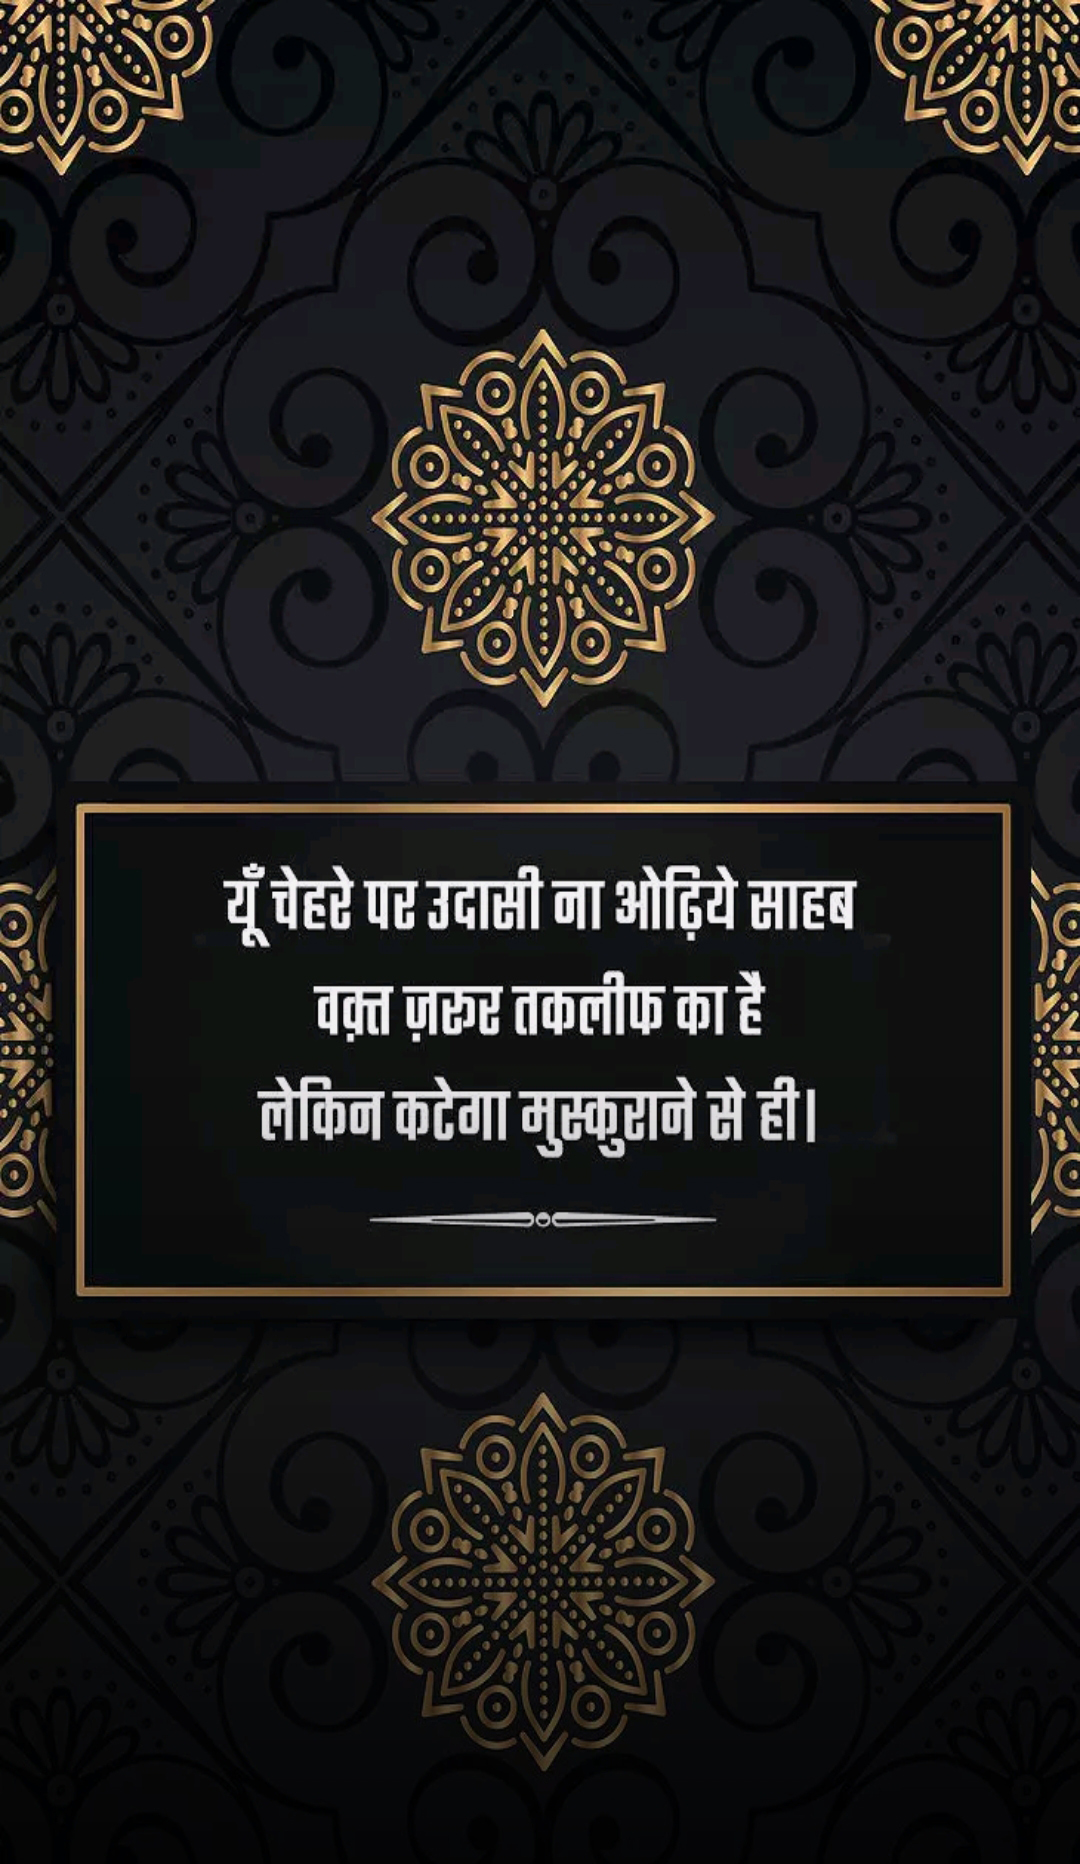 यूँ चेहरे पर उदासी ना ओढ़िये साहब
वक़्त ज़रूर तकलीफ का है
लेकिन कटेगा मुस्कुराने से ही।